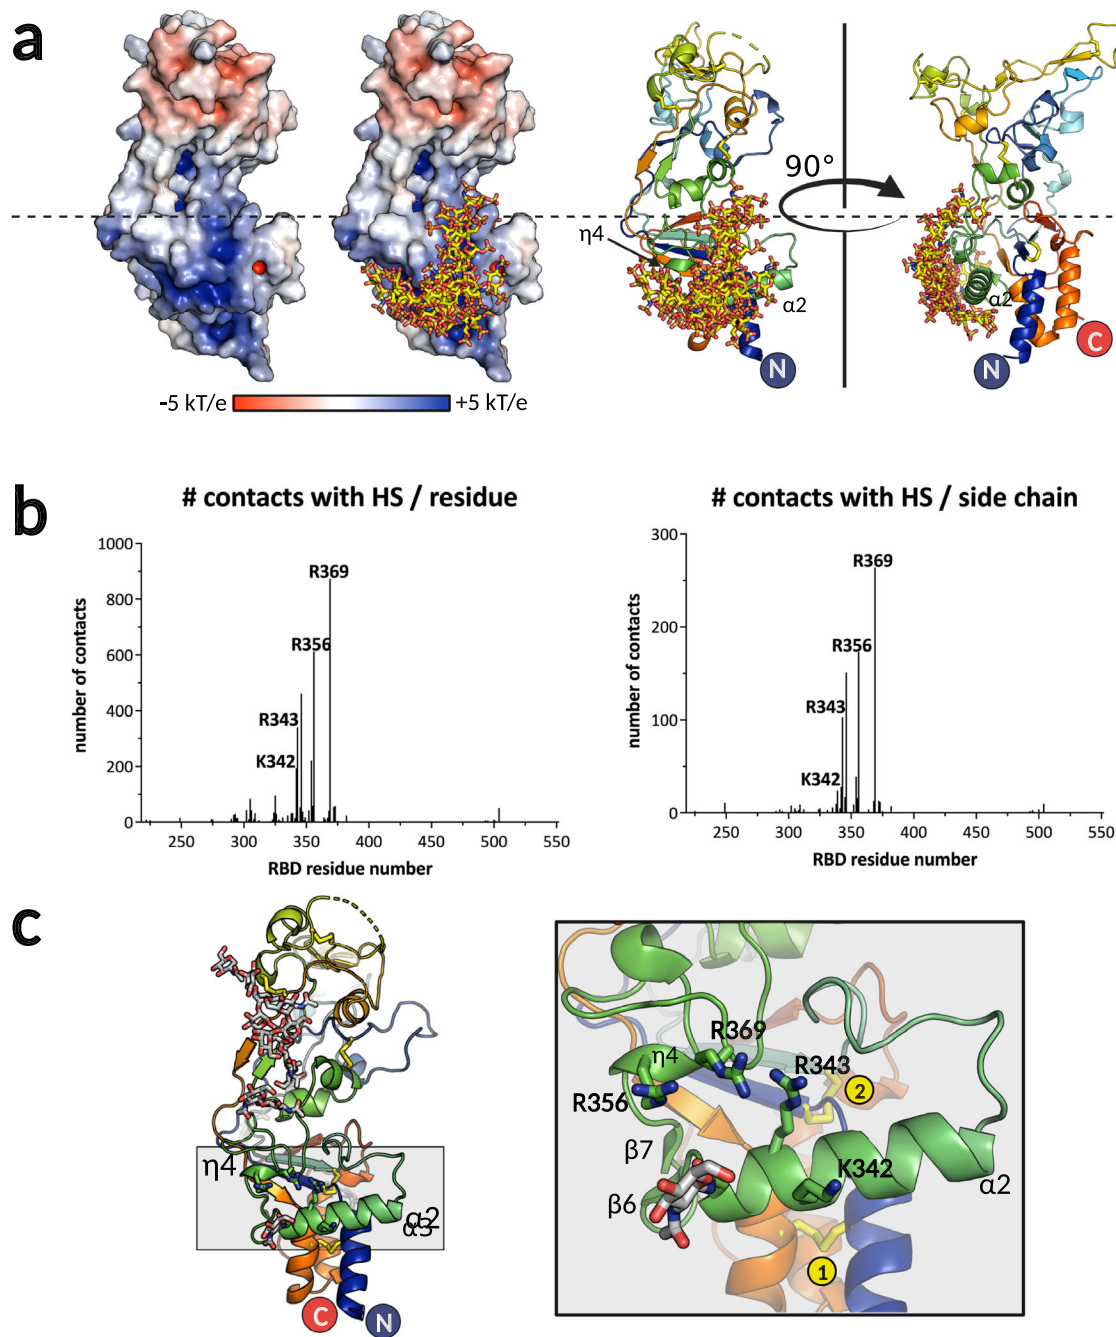 a
90°
η4
α2
α2
N
N
C
-5 kT/e
+5 kT/e
b
# contacts with HS / residue
number of contacts
1000
800
600
400
200
0
R369
R356
R343
K342
250
300
350
400
450
500
550
RBD residue number
# contacts with HS / side chain
number of contacts
300
200
100
0
R369
R356
R343
K342
250
300
350
400
450
500
550
RBD residue number
c
η4
α2
α3
C
N
R369
η4
R343
R356
2
β7
K342
β6
α2
1